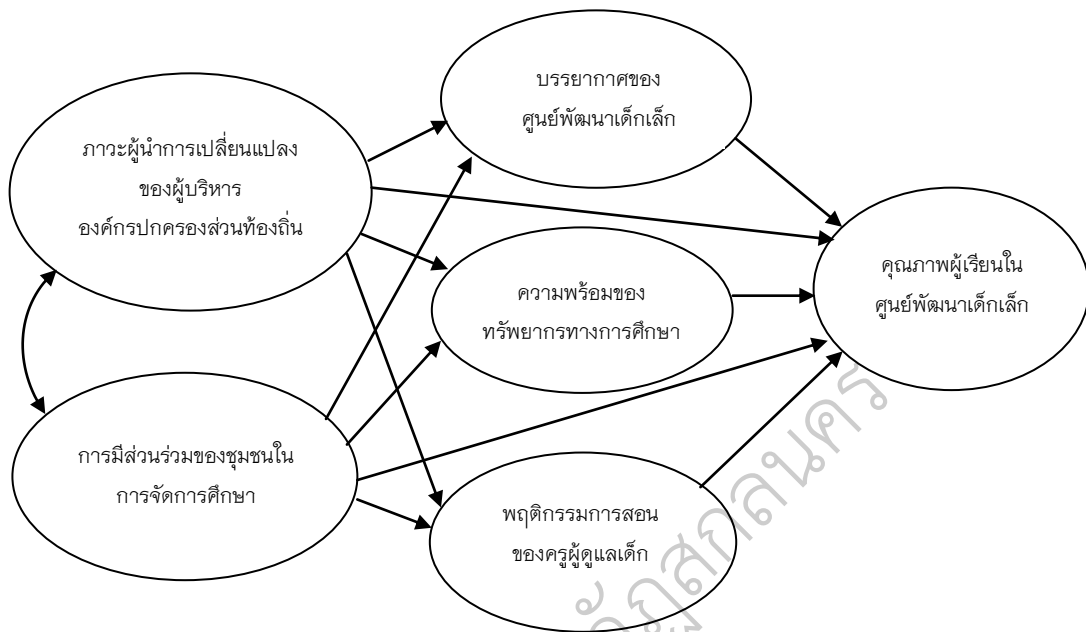 บรรยากาศของ
ศูนย์พัฒนาเด็กเล็ก
ภาวะผู้นำการเปลี่ยนแปลง
ของผู้บริหาร
องค์กรปกครองส่วนท้องถิ่น
คุณภาพผู้เรียนใน
ศูนย์พัฒนาเด็กเล็ก
ความพร้อมของ
ทรัพยากรทางการศึกษา
การมีส่วนร่วมของชุมชนใน
การจัดการศึกษา
พฤติกรรมการสอน
ของครูผู้ดูแลเด็ก